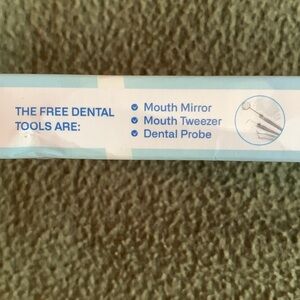 THE FREE DENTAL
TOOLS ARE:
Mouth Mirror
Mouth Tweezer
Dental Probe